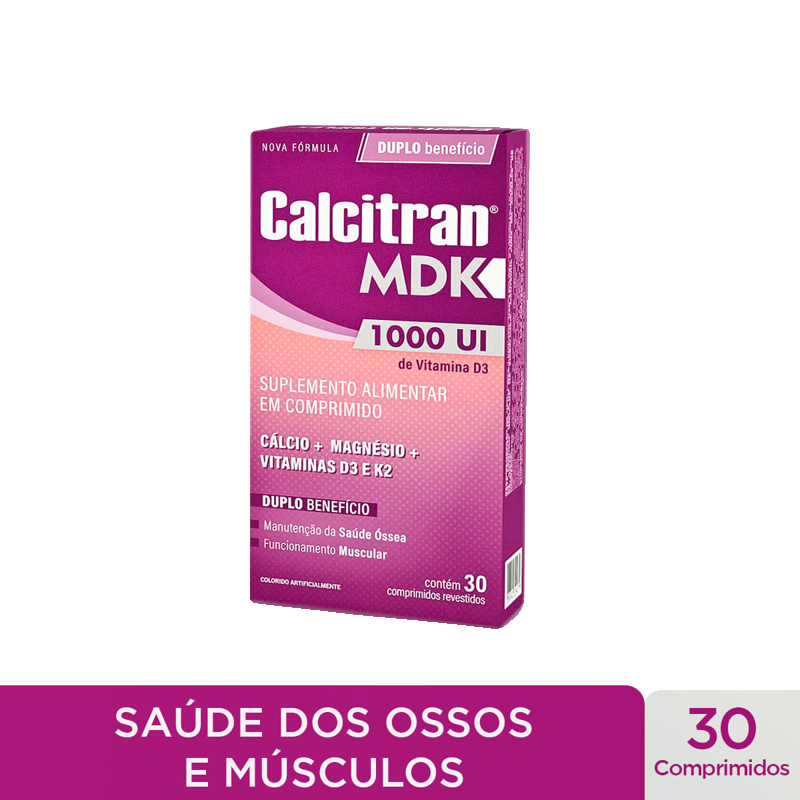 NOVA FÓRMULA
DUPLO benefício
Calcitran®
MDK
1000 UI
de Vitamina D3
SUPLEMENTO ALIMENTAR
EM COMPRIMIDO
CÁLCIO + MAGNÉSIO +
VITAMINAS D3 E K2
DUPLO BENEFÍCIO
Manutenção da Saúde Óssea
Funcionamento Muscular
COLORIDO ARTIFICIALMENTE
contém 30
comprimidos revestidos
SAÚDE DOS OSSOS
E MÚSCULOS
30
Comprimidos